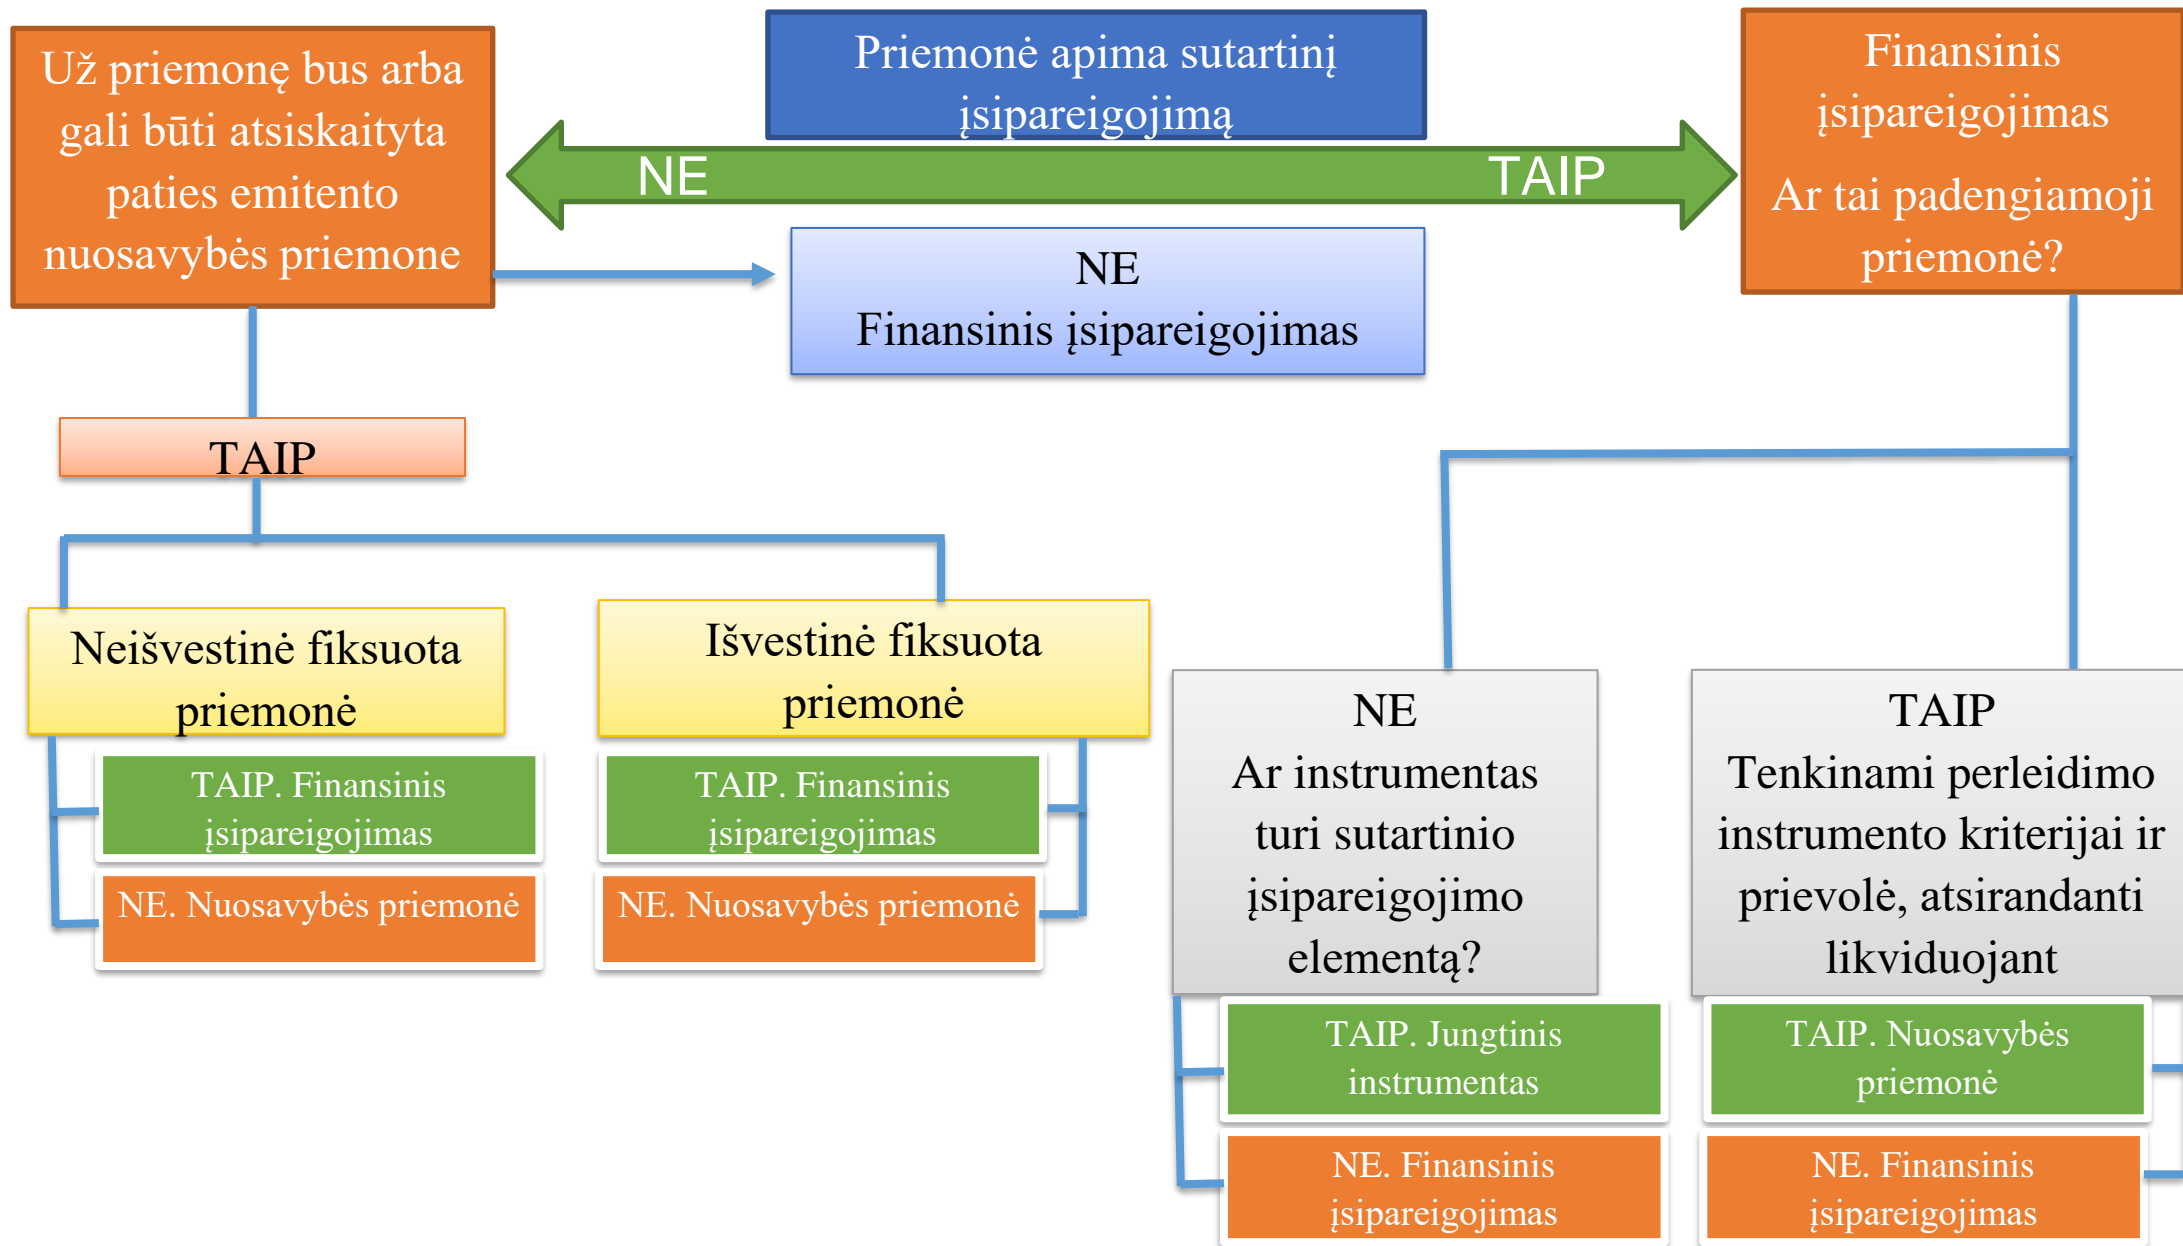 Priemonė apima sutartinį
įsipareigojimą
NE
TAIP
Už priemonę bus arba
gali būti atsiskaityta
paties emitento
nuosavybės priemone
Finansinis
įsipareigojimas
Ar tai padengiamoji
priemonė?
NE
Finansinis įsipareigojimas
TAIP
Neišvestinė fiksuota
priemonė
TAIP. Finansinis
įsipareigojimas
NE. Nuosavybės priemonė
Išvestinė fiksuota
priemonė
TAIP. Finansinis
įsipareigojimas
NE. Nuosavybės priemonė
NE
Ar instrumentas
turi sutartinio
įsipareigojimo
elementą?
TAIP. Jungtinis
instrumentas
NE. Finansinis
įsipareigojimas
TAIP
Tenkinami perleidimo
instrumento kriterijai ir
prievolė, atsirandanti
likviduojant
TAIP. Nuosavybės
priemonė
NE. Finansinis
įsipareigojimas